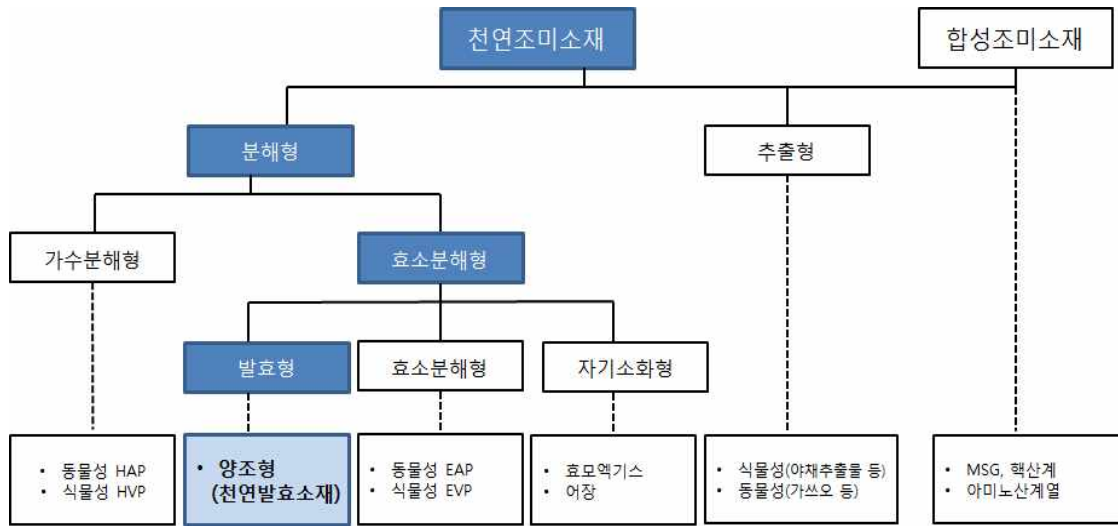 천연조미소재
합성조미소재
분해형
추출형
가수분해형
효소분해형
발효형
효소분해형
자기소화형
• 동물성 HAP
• 식물성 HVP
• 양조형
(천연발효소재)
• 동물성 EAP
• 식물성 EVP
• 효모엑기스
• 어장
• 식물성(야채추출물 등)
• 동물성(가쓰오 등)
• MSG, 핵산계
• 아미노산계열